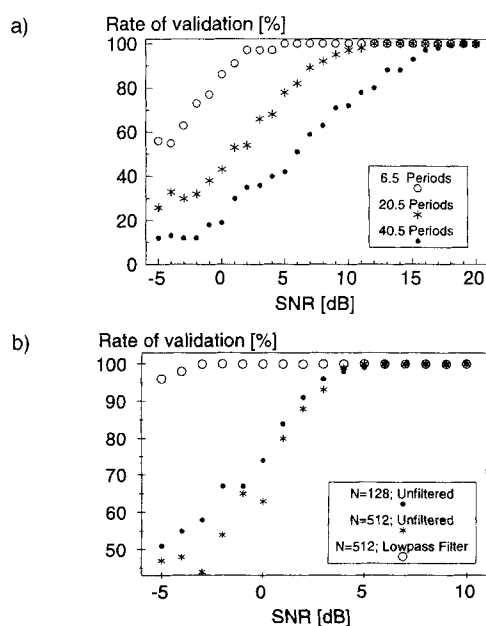 a)
Rate of validation [%]
100
80
60
40
20
0
-5 0 5 10 15 20
SNR [dB]
6.5 Periods
20.5 Periods
40.5 Periods
b)
Rate of validation [%]
100
90
80
70
60
50
-5 0 5 10
SNR [dB]
N=128; Unfiltered
N=512; Unfiltered
N=512; Lowpass Filter